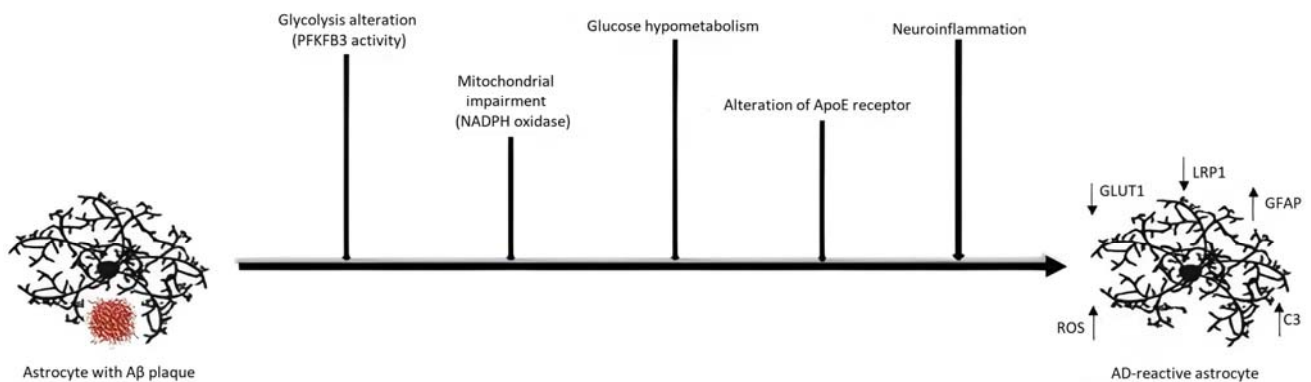 Glycolysis alteration
(PFKFB3 activity)
Mitochondrial
impairment
(NADPH oxidase)
Glucose hypometabolism
Alteration of ApoE receptor
Neuroinflammation
GLUT1
LRP1
GFAP
ROS
C3
Astrocyte with Aβ plaque
AD-reactive astrocyte